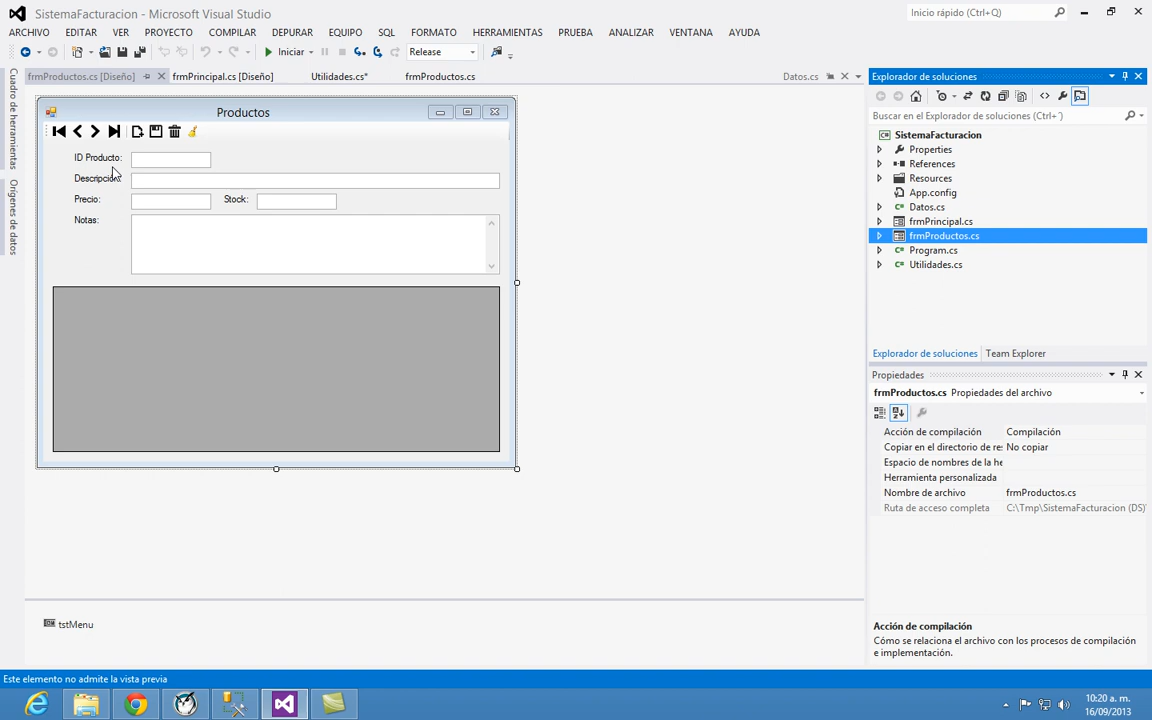 SistemaFacturacion - Microsoft Visual Studio
Inicio rápido (Ctrl+Q)
ARCHIVO EDITAR VER PROYECTO COMPILAR DEPURAR EQUIPO SQL FORMATO HERRAMIENTAS PRUEBA ANALIZAR VENTANA AYUDA
Iniciar Release
frmProductos.cs [Diseño] frmPrincipal.cs [Diseño] Utilidades.cs* frmProductos.cs Datos.cs
Cuadro de herramientas
Orígenes de datos
Productos
ID Producto:
Descripción:
Precio: Stock:
Notas:
tstMenu
Explorador de soluciones
Buscar en el Explorador de soluciones (Ctrl+´)
SistemaFacturacion
Properties
References
Resources
App.config
Datos.cs
frmPrincipal.cs
frmProductos.cs
Program.cs
Utilidades.cs
Explorador de soluciones Team Explorer
Propiedades
frmProductos.cs Propiedades del archivo
Acción de compilación Compilación
Copiar en el directorio de res No copiar
Espacio de nombres de la he
Herramienta personalizada
Nombre de archivo frmProductos.cs
Ruta de acceso completa C:\Tmp\SistemaFacturacion (DS)\
Acción de compilación
Cómo se relaciona el archivo con los procesos de compilación
e implementación.
Este elemento no admite la vista previa
10:20 a. m.
16/09/2013